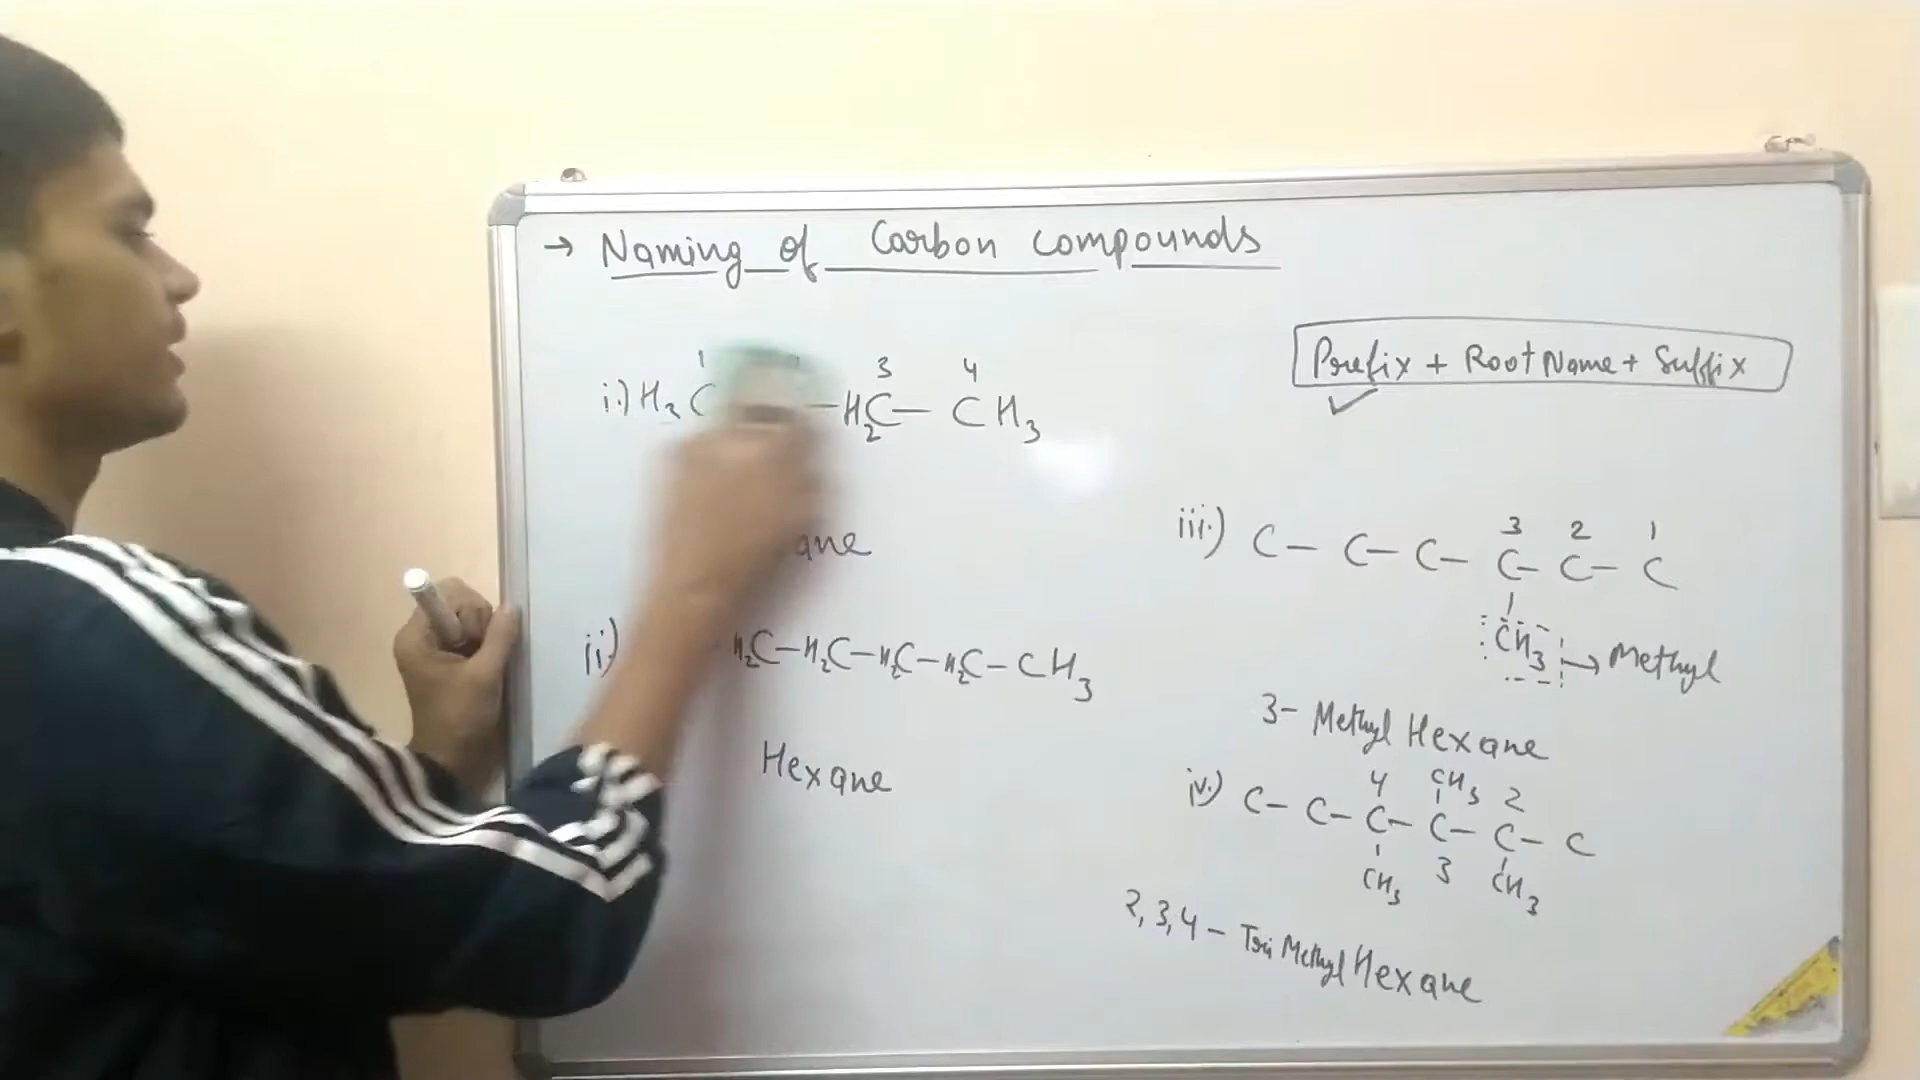 → Naming of Carbon compounds
Prefix + Root Name + Suffix
1 3 4
i.) H3C –H2C– CH3
ane
ii) H2C–H2C–H2C–H2C–CH3
Hexane
3 2 1
iii.) C– C– C– C– C– C
CH3 → Methyl
3- Methyl Hexane
4 CH3 2
iv.) C– C– C– C– C– C
CH3 3 CH3
2,3,4 – Tri Methyl Hexane